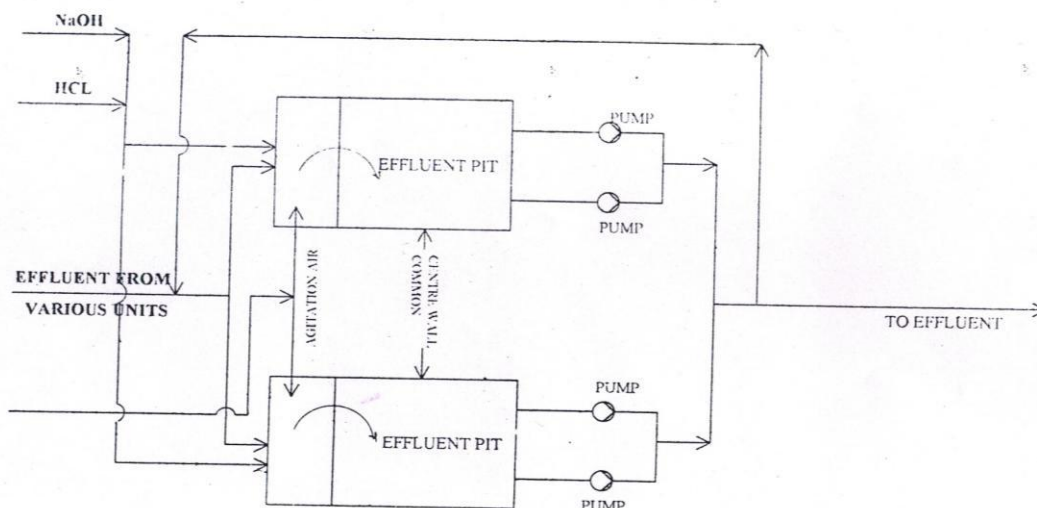 NaOH
HCL
PUMP
EFFLUENT PIT
PUMP
EFFLUENT FROM
VARIOUS UNITS
AGITATION AIR
CENTRE WALL
COMMON
TO EFFLUENT
PUMP
EFFLUENT PIT
PUMP